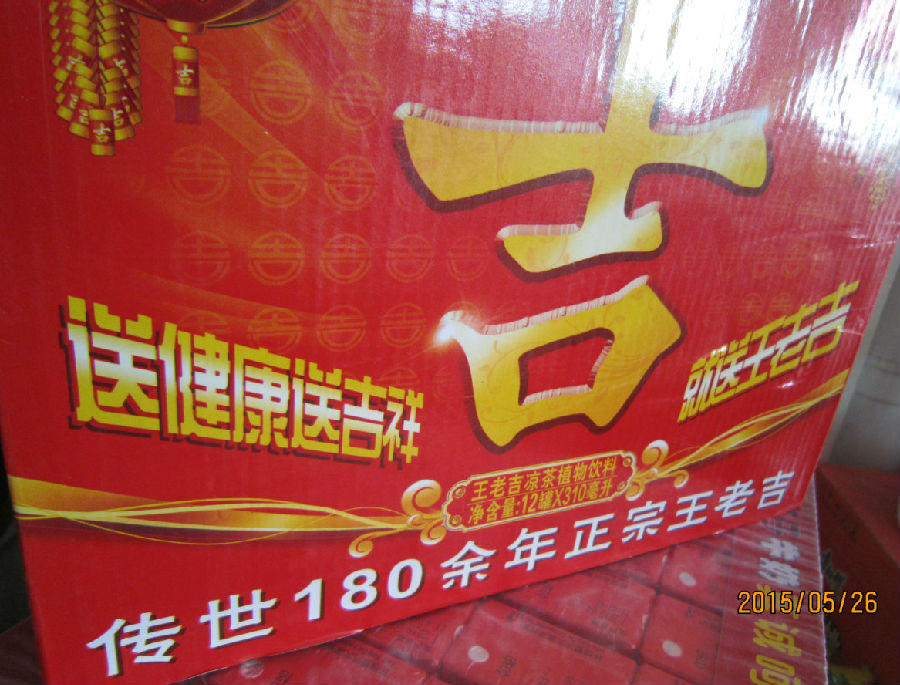 吉
送健康送吉祥
就送王老吉
王老吉凉茶植物饮料
净含量:12罐X310毫升
传世180余年正宗王老吉
2015/05/26